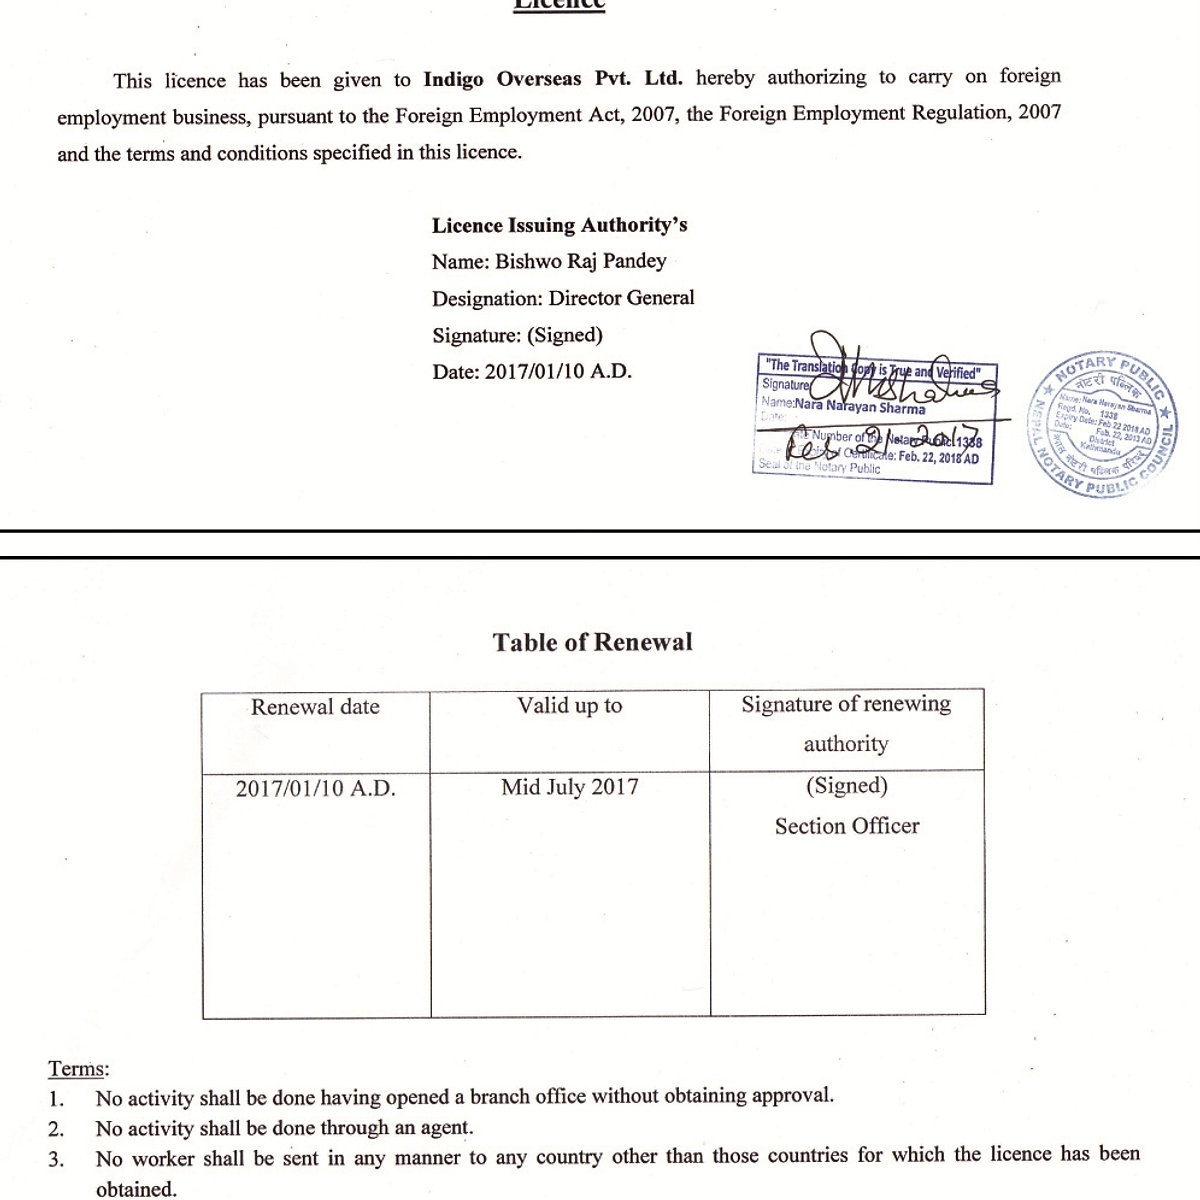 Licence
This licence has been given to Indigo Overseas Pvt. Ltd. hereby authorizing to carry on foreign
employment business, pursuant to the Foreign Employment Act, 2007, the Foreign Employment Regulation, 2007
and the terms and conditions specified in this licence.
Licence Issuing Authority's
Name: Bishwo Raj Pandey
Designation: Director General
Signature: (Signed)
Date: 2017/01/10 A.D.
"The Translation Copy is True and Verified"
Signature
Name:Nara Narayan Sharma
Date:
Feb 21 2017
Number of the Notary Public 1388
of Certificate: Feb. 22, 2018 AD
Seal of the Notary Public
★ NOTARY PUBLIC ★
नोटरी पब्लिक
Name: Nara Narayan Sharma
Regd. No. 1338
Expiry Date: Feb 22 2018 AD
Date: Feb. 22, 2013 AD
District
Kathmandu
नोटरी पब्लिक परिषद
NEPAL NOTARY PUBLIC COUNCIL
Table of Renewal
Renewal date
Valid up to
Signature of renewing
authority
2017/01/10 A.D.
Mid July 2017
(Signed)
Section Officer
Terms:
1. No activity shall be done having opened a branch office without obtaining approval.
2. No activity shall be done through an agent.
3. No worker shall be sent in any manner to any country other than those countries for which the licence has been
obtained.